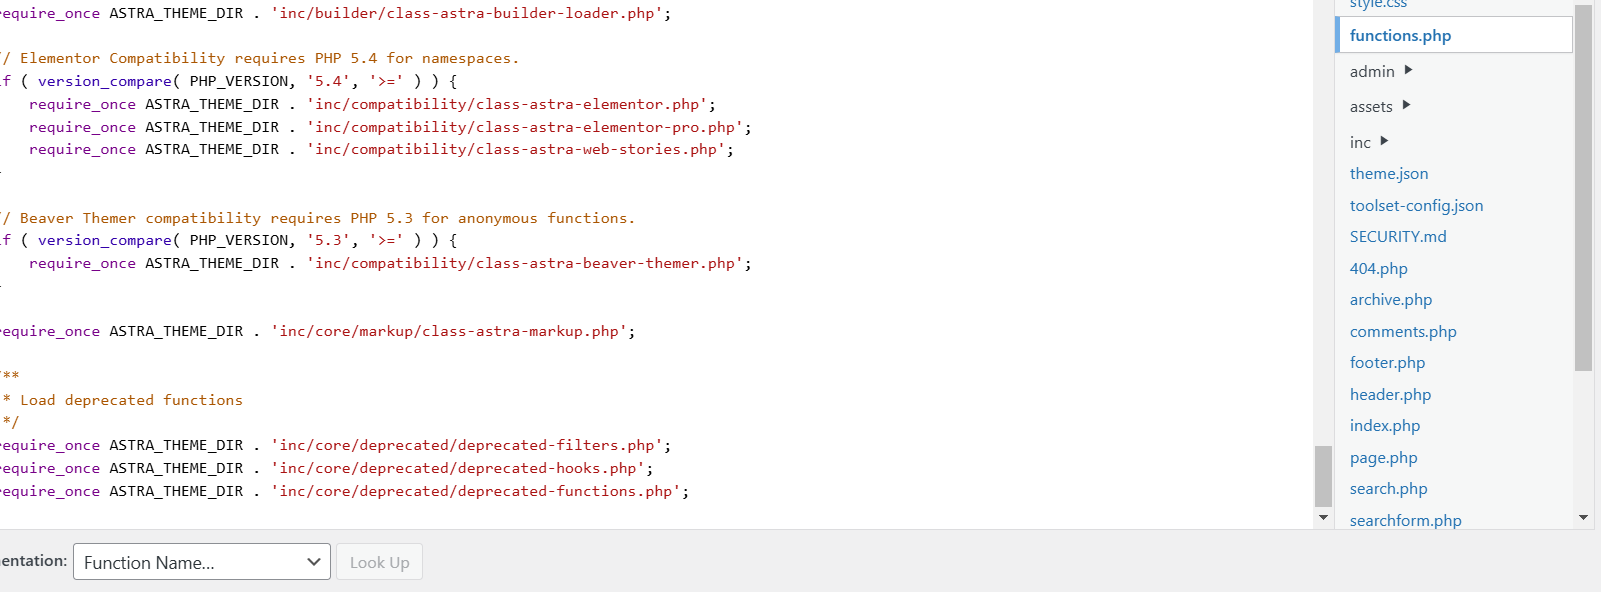 require_once ASTRA_THEME_DIR . 'inc/builder/class-astra-builder-loader.php';
// Elementor Compatibility requires PHP 5.4 for namespaces.
if ( version_compare( PHP_VERSION, '5.4', '>=' ) ) {
require_once ASTRA_THEME_DIR . 'inc/compatibility/class-astra-elementor.php';
require_once ASTRA_THEME_DIR . 'inc/compatibility/class-astra-elementor-pro.php';
require_once ASTRA_THEME_DIR . 'inc/compatibility/class-astra-web-stories.php';
}
// Beaver Themer compatibility requires PHP 5.3 for anonymous functions.
if ( version_compare( PHP_VERSION, '5.3', '>=' ) ) {
require_once ASTRA_THEME_DIR . 'inc/compatibility/class-astra-beaver-themer.php';
}
require_once ASTRA_THEME_DIR . 'inc/core/markup/class-astra-markup.php';
/**
* Load deprecated functions
*/
require_once ASTRA_THEME_DIR . 'inc/core/deprecated/deprecated-filters.php';
require_once ASTRA_THEME_DIR . 'inc/core/deprecated/deprecated-hooks.php';
require_once ASTRA_THEME_DIR . 'inc/core/deprecated/deprecated-functions.php';
style.css
functions.php
admin
assets
inc
theme.json
toolset-config.json
SECURITY.md
404.php
archive.php
comments.php
footer.php
header.php
index.php
page.php
search.php
searchform.php
entation: Function Name... Look Up